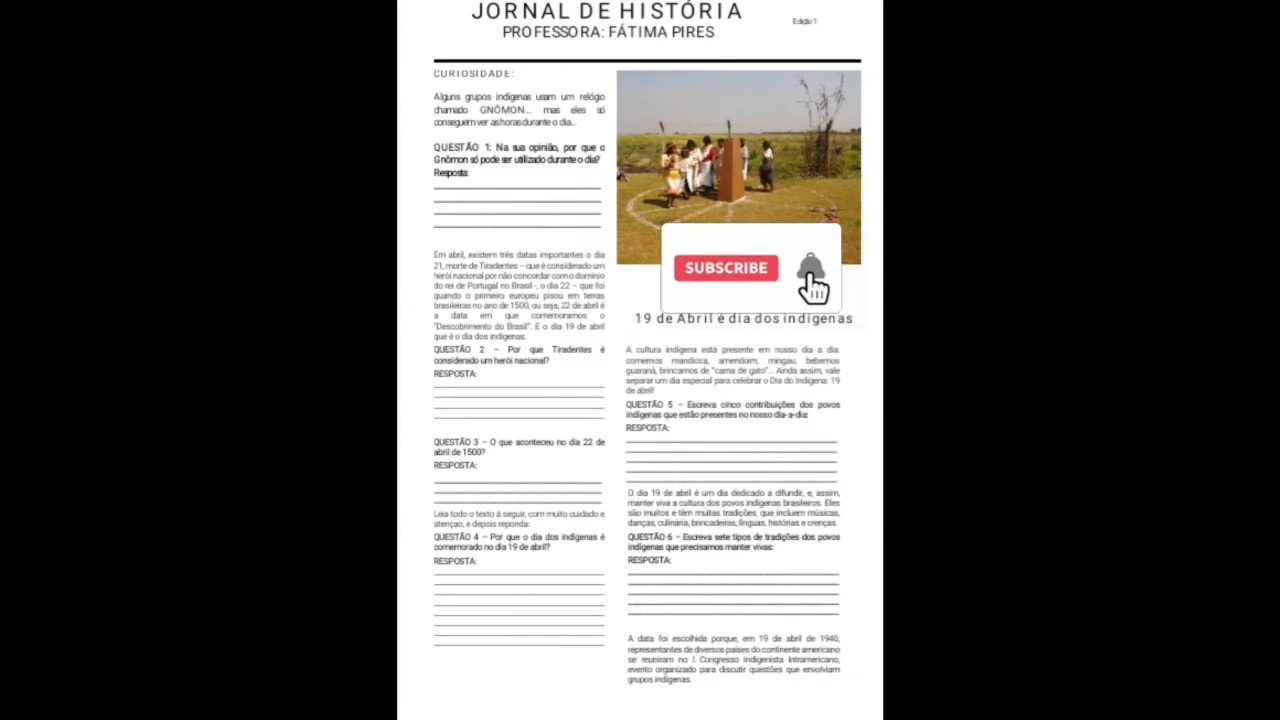 JORNAL DE HISTÓRIA
PROFESSORA: FÁTIMA PIRES
Edição 1
CURIOSIDADE:
Alguns grupos indígenas usam um relógio
chamado GNÔMON... mas eles só
conseguem ver as horas durante o dia...
QUESTÃO 1: Na sua opinião, por que o
Gnômon só pode ser utilizado durante o dia?
Resposta:
Em abril, existem três datas importantes o dia
21, morte de Tiradentes – que é considerado um
herói nacional por não concordar com o domínio
do rei de Portugal no Brasil -, o dia 22 – que foi
quando o primeiro europeu pisou em terras
brasileiras no ano de 1500, ou seja, 22 de abril é
a data em que comemoramos o
"Descobrimento do Brasil". E o dia 19 de abril
que é o dia dos indígenas.
QUESTÃO 2 – Por que Tiradentes é
considerado um herói nacional?
RESPOSTA:
QUESTÃO 3 – O que aconteceu no dia 22 de
abril de 1500?
RESPOSTA:
Leia todo o texto à seguir, com muito cuidado e
atençao, e depois reponda:
QUESTÃO 4 – Por que o dia dos indígenas é
comemorado no dia 19 de abril?
RESPOSTA:
SUBSCRIBE
19 de Abril é dia dos indígenas
A cultura indígena está presente em nosso dia a dia:
comemos mandioca, amendoim, mingau, bebemos
guaraná, brincamos de "cama de gato"... Ainda assim, vale
separar um dia especial para celebrar o Dia do Indígena: 19
de abril!
QUESTÃO 5 – Escreva cinco contribuições dos povos
indígenas que estão presentes no nosso dia-a-dia:
RESPOSTA:
O dia 19 de abril é um dia dedicado a difundir, e, assim,
manter viva a cultura dos povos indígenas brasileiros. Eles
são muitos e têm muitas tradições, que incluem músicas,
danças, culinária, brincadeiras, línguas, histórias e crenças.
QUESTÃO 6 – Escreva sete tipos de tradições dos povos
indígenas que precisamos manter vivas:
RESPOSTA:
A data foi escolhida porque, em 19 de abril de 1940,
representantes de diversos países do continente americano
se reuniram no I Congresso Indigenista Intramericano,
evento organizado para discutir questões que envolviam
grupos indígenas.